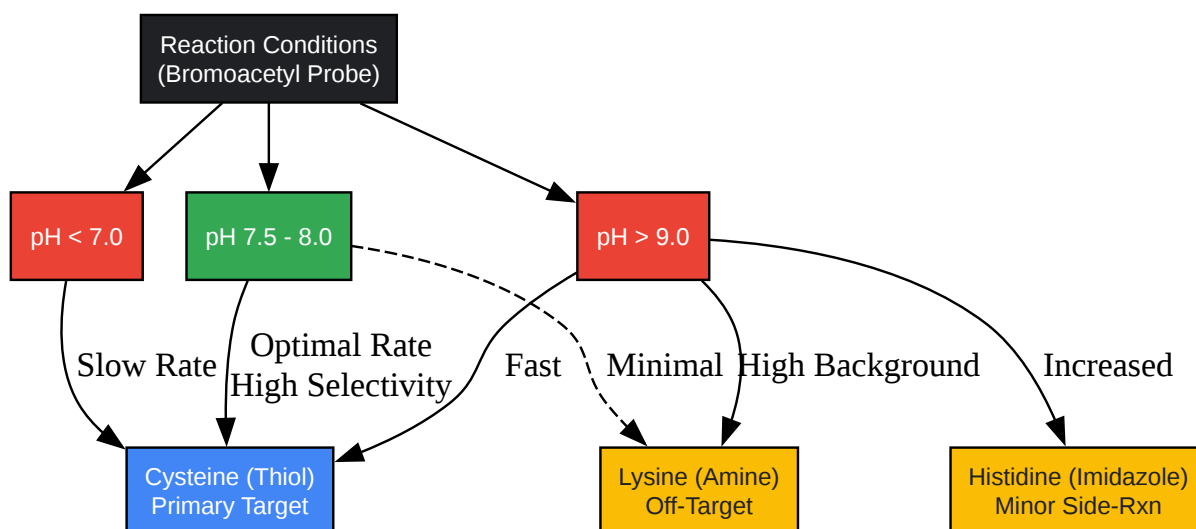 Reaction Conditions
(Bromoacetyl Probe)
pH < 7.0
pH 7.5 - 8.0
pH > 9.0
Slow Rate
Optimal Rate
High Selectivity
Fast
Minimal
High Background
Increased
Cysteine (Thiol)
Primary Target
Lysine (Amine)
Off-Target
Histidine (Imidazole)
Minor Side-Rxn